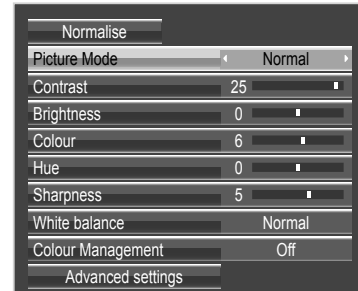 Normalise
Picture Mode Normal
Contrast 25
Brightness 0
Colour 6
Hue 0
Sharpness 5
White balance Normal
Colour Management Off
Advanced settings